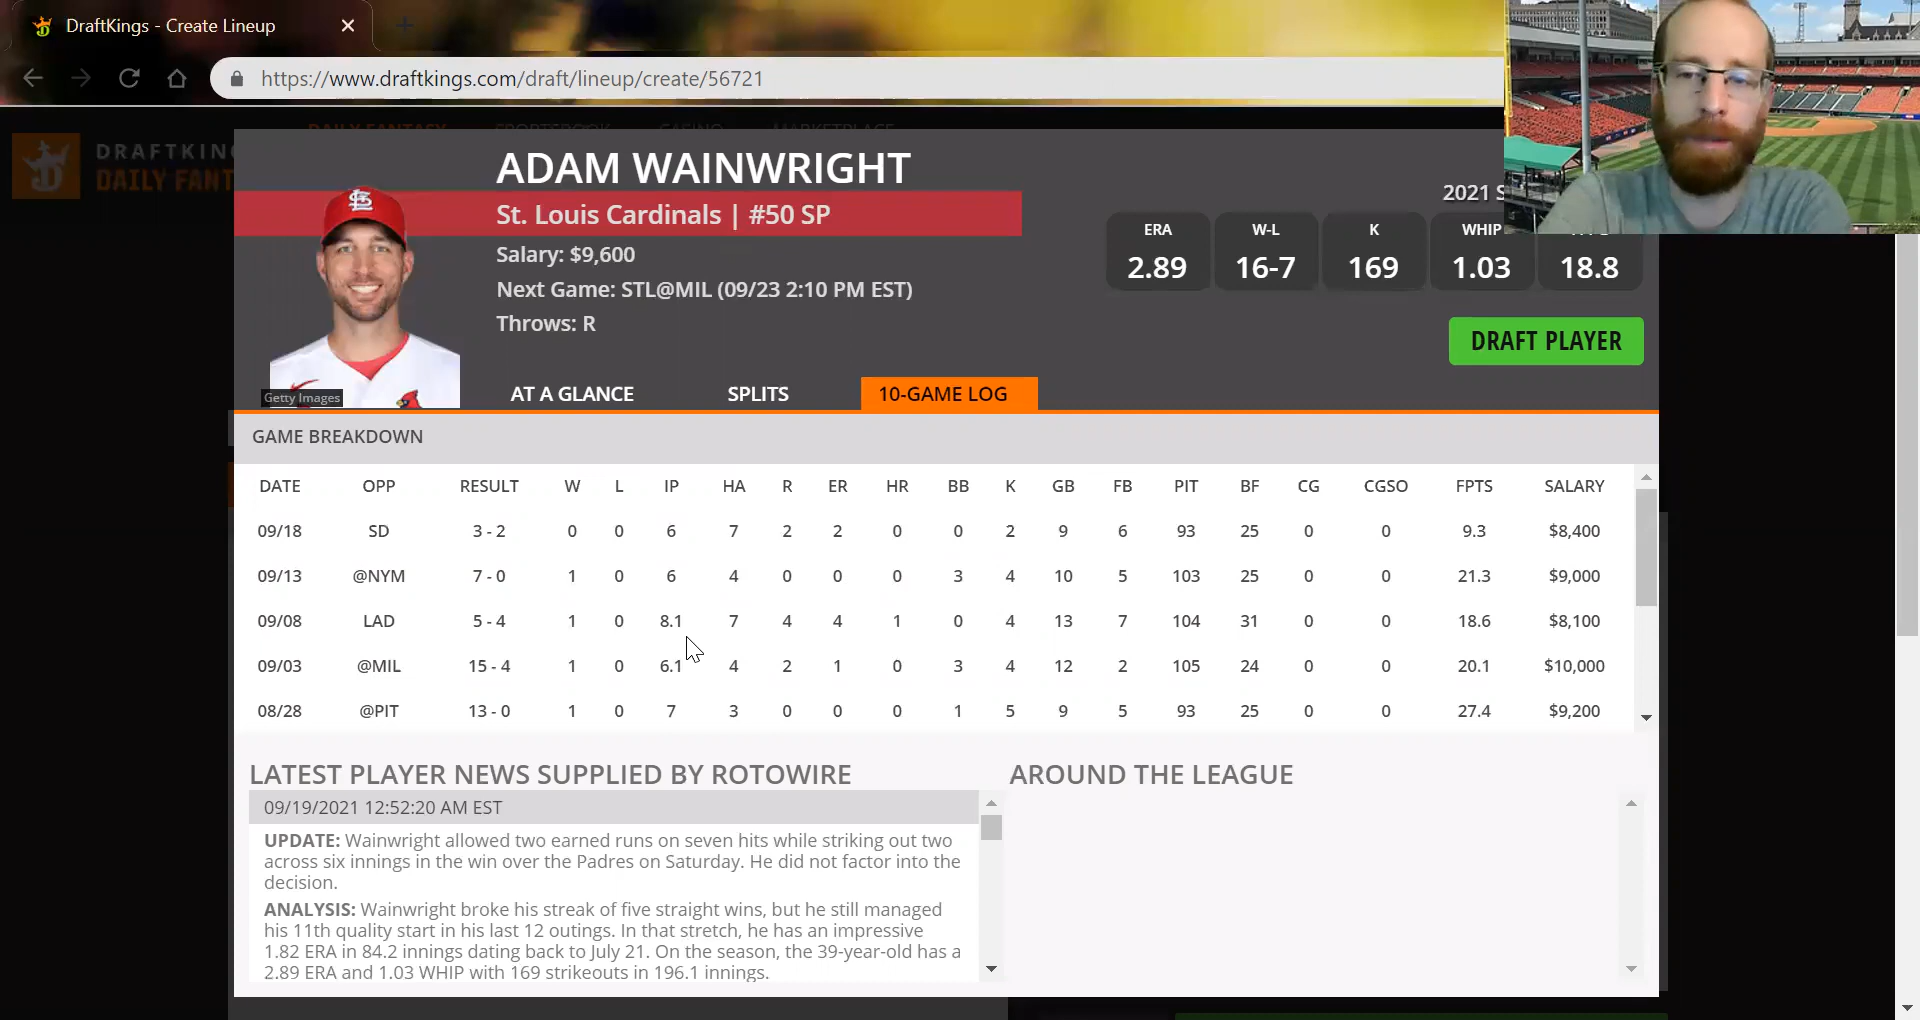 DraftKings - Create Lineup
https://www.draftkings.com/draft/lineup/create/56721
DAILY FANTASY SPORTSBOOK CASINO MARKETPLACE
DRAFTKIN
DAILY FANT
ADAM WAINWRIGHT
St. Louis Cardinals | #50 SP
Salary: $9,600
Next Game: STL@MIL (09/23 2:10 PM EST)
Throws: R
Getty Images
2021 S
ERA W-L K WHIP
2.89 16-7 169 1.03 18.8
DRAFT PLAYER
AT A GLANCE SPLITS 10-GAME LOG
GAME BREAKDOWN
DATE OPP RESULT W L IP HA R ER HR BB K GB FB PIT BF CG CGSO FPTS SALARY
09/18 SD 3 - 2 0 0 6 7 2 2 0 0 2 9 6 93 25 0 0 9.3 $8,400
09/13 @NYM 7 - 0 1 0 6 4 0 0 0 3 4 10 5 103 25 0 0 21.3 $9,000
09/08 LAD 5 - 4 1 0 8.1 7 4 4 1 0 4 13 7 104 31 0 0 18.6 $8,100
09/03 @MIL 15 - 4 1 0 6.1 4 2 1 0 3 4 12 2 105 24 0 0 20.1 $10,000
08/28 @PIT 13 - 0 1 0 7 3 0 0 0 1 5 9 5 93 25 0 0 27.4 $9,200
LATEST PLAYER NEWS SUPPLIED BY ROTOWIRE
09/19/2021 12:52:20 AM EST
UPDATE: Wainwright allowed two earned runs on seven hits while striking out two
across six innings in the win over the Padres on Saturday. He did not factor into the
decision.
ANALYSIS: Wainwright broke his streak of five straight wins, but he still managed
his 11th quality start in his last 12 outings. In that stretch, he has an impressive
1.82 ERA in 84.2 innings dating back to July 21. On the season, the 39-year-old has a
2.89 ERA and 1.03 WHIP with 169 strikeouts in 196.1 innings.
AROUND THE LEAGUE